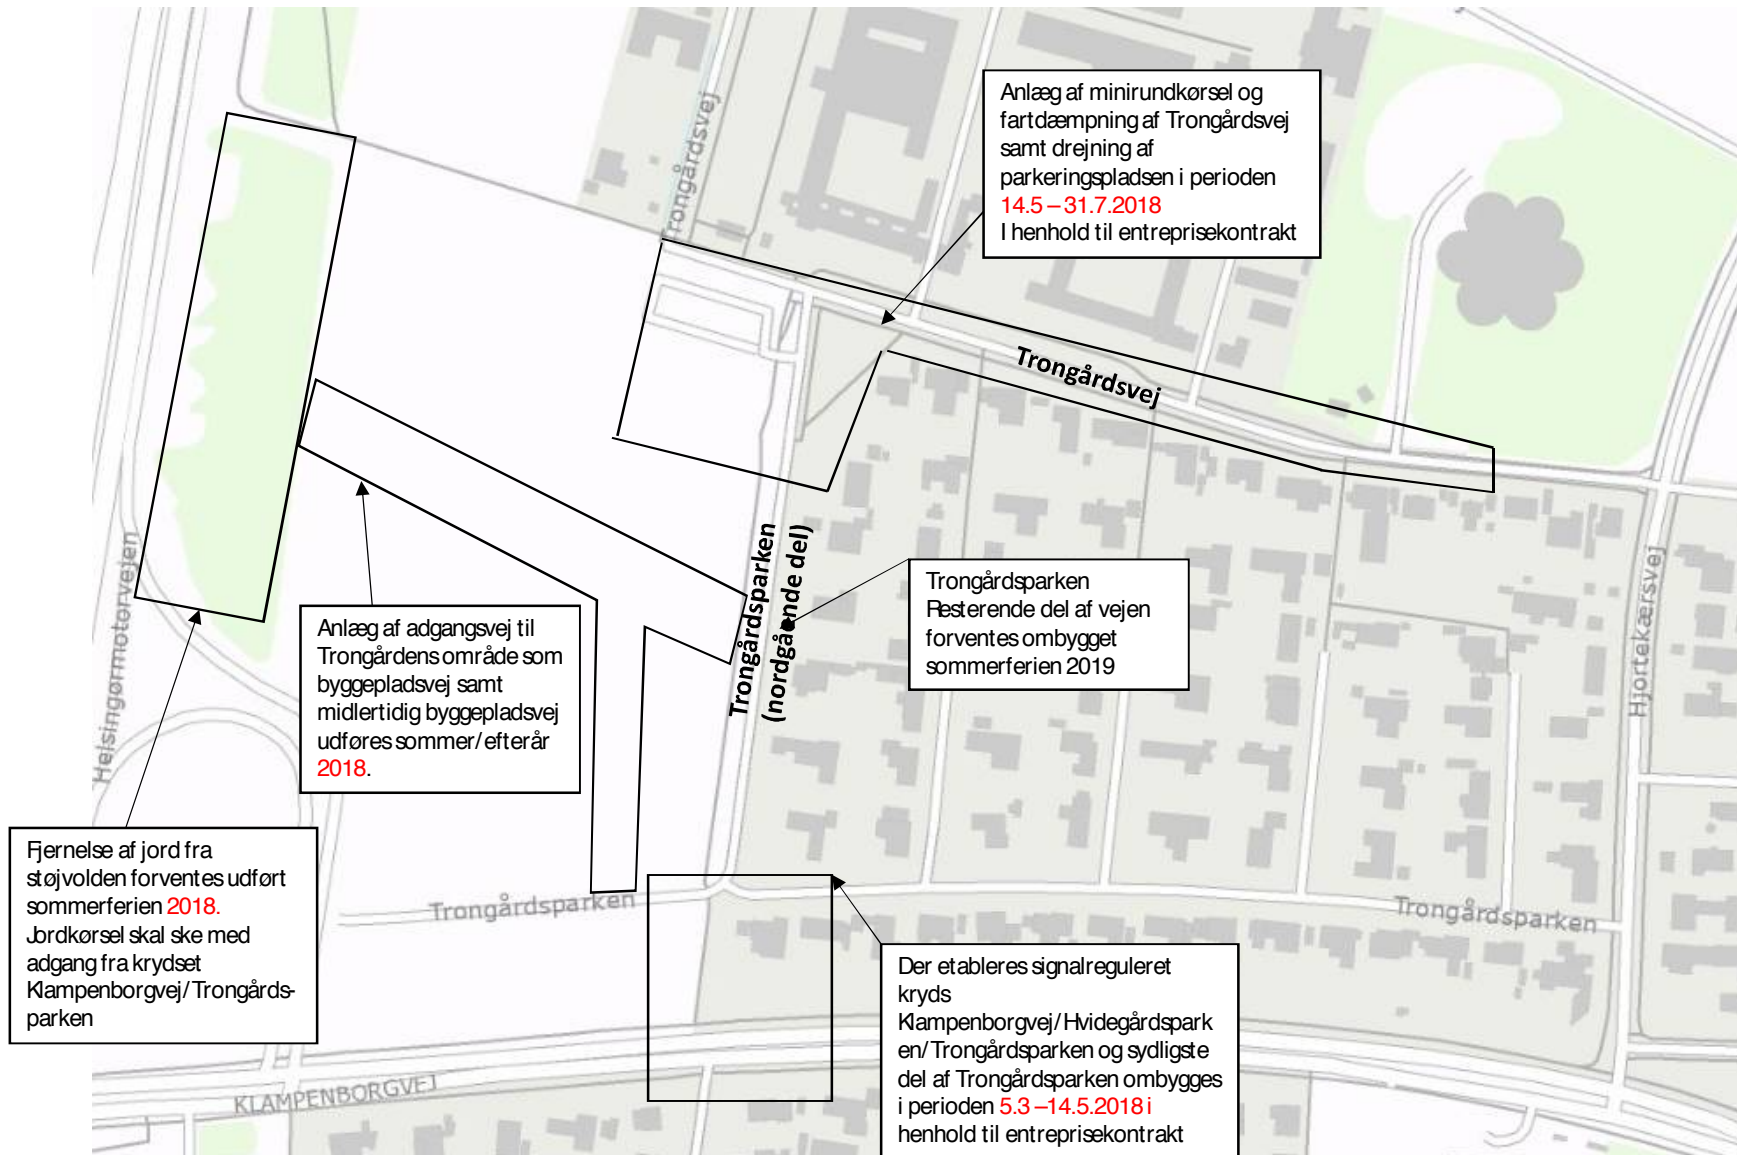 Anlæg af minirundkørsel og
fartdæmpning af Trongårdsvej
samt drejning af
parkeringspladsen i perioden
14.5 – 31.7.2018
I henhold til entreprisekontrakt
Trongårdsvej
Trongårdsvej
Trongårdsparken
(nordgående del)
Trongårdsparken
Resterende del af vejen
forventes ombygget
sommerferien 2019
Hjortekærsvej
Helsingørmotorvejen
Anlæg af adgangsvej til
Trongårdens område som
byggepladsvej samt
midlertidig byggepladsvej
udføres sommer/efterår
2018.
Fjernelse af jord fra
støjvolden forventes udført
sommerferien 2018.
Jordkørsel skal ske med
adgang fra krydset
Klampenborgvej/Trongårds-
parken
Trongårdsparken
Trongårdsparken
Der etableres signalreguleret
kryds
Klampenborgvej/Hvidegårdspark
en/Trongårdsparken og sydligste
del af Trongårdsparken ombygges
i perioden 5.3 –14.5.2018 i
henhold til entreprisekontrakt
KLAMPENBORGVEJ